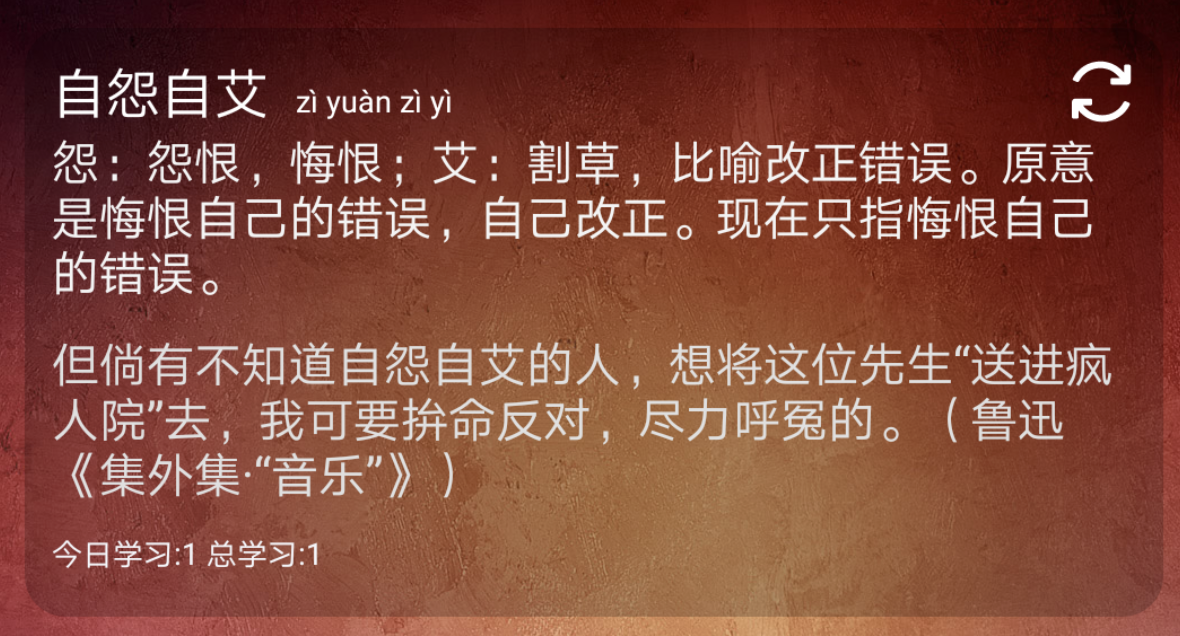 自怨自艾 zì yuàn zì yì
怨：怨恨，悔恨；艾：割草，比喻改正错误。原意
是悔恨自己的错误，自己改正。现在只指悔恨自己
的错误。
但倘有不知道自怨自艾的人，想将这位先生“送进疯
人院”去，我可要拚命反对，尽力呼冤的。（鲁迅
《集外集·“音乐”》）
今日学习:1 总学习:1